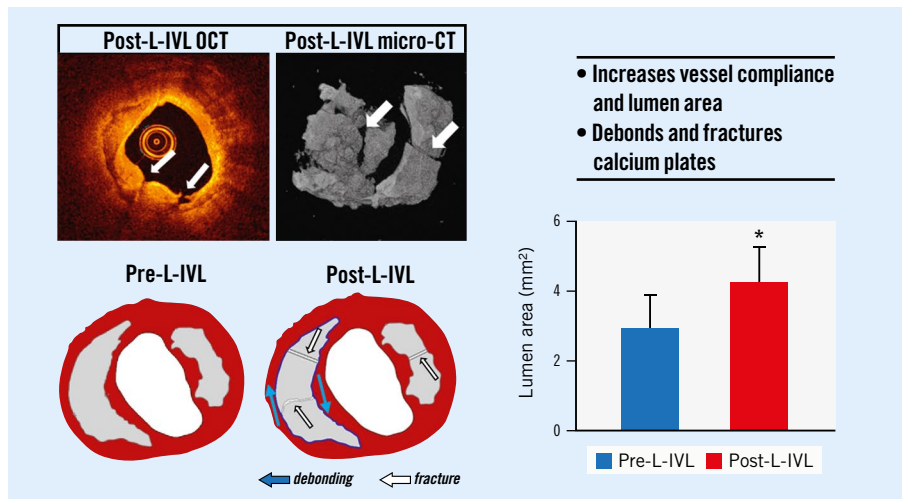 Post-L-IVL OCT
Post-L-IVL micro-CT
Pre-L-IVL
Post-L-IVL
debonding
fracture
• Increases vessel compliance
and lumen area
• Debonds and fractures
calcium plates
Lumen area (mm²)
6
4
2
0
*
Pre-L-IVL
Post-L-IVL